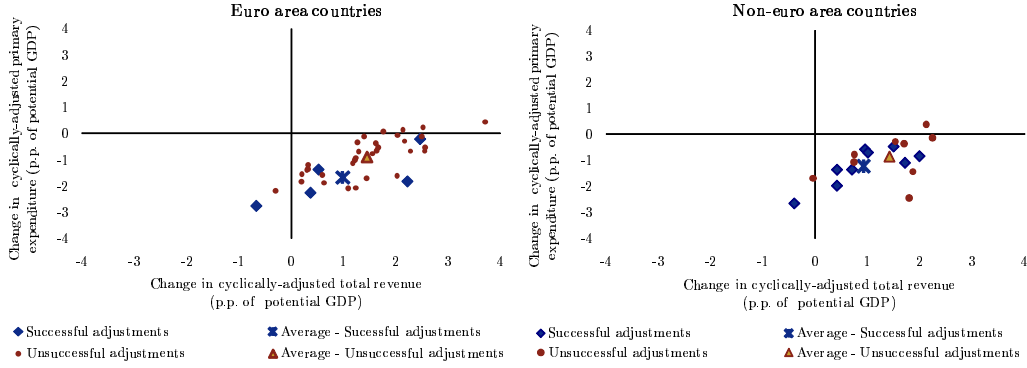 Euro area countries
Change in cyclically-adjusted primary
expenditure (p.p. of potential GDP)
4
3
2
1
0
-1
-2
-3
-4
-4
-3
-2
-1
0
1
2
3
4
Change in cyclically-adjusted total revenue
(p.p. of potential GDP)
Successful adjustments
Average - Sucessful adjustments
Unsuccessful adjustments
Average - Unsuccessful adjustments
Non-euro area countries
Change in cyclically-adjusted primary
expenditure (p.p. of potential GDP)
4
3
2
1
0
-1
-2
-3
-4
-4
-3
-2
-1
0
1
2
3
4
Change in cyclically-adjusted total revenue
(p.p. of potential GDP)
Successful adjustments
Average - Successful adjustments
Unsuccessful adjustments
Average - Unsuccessful adjustments